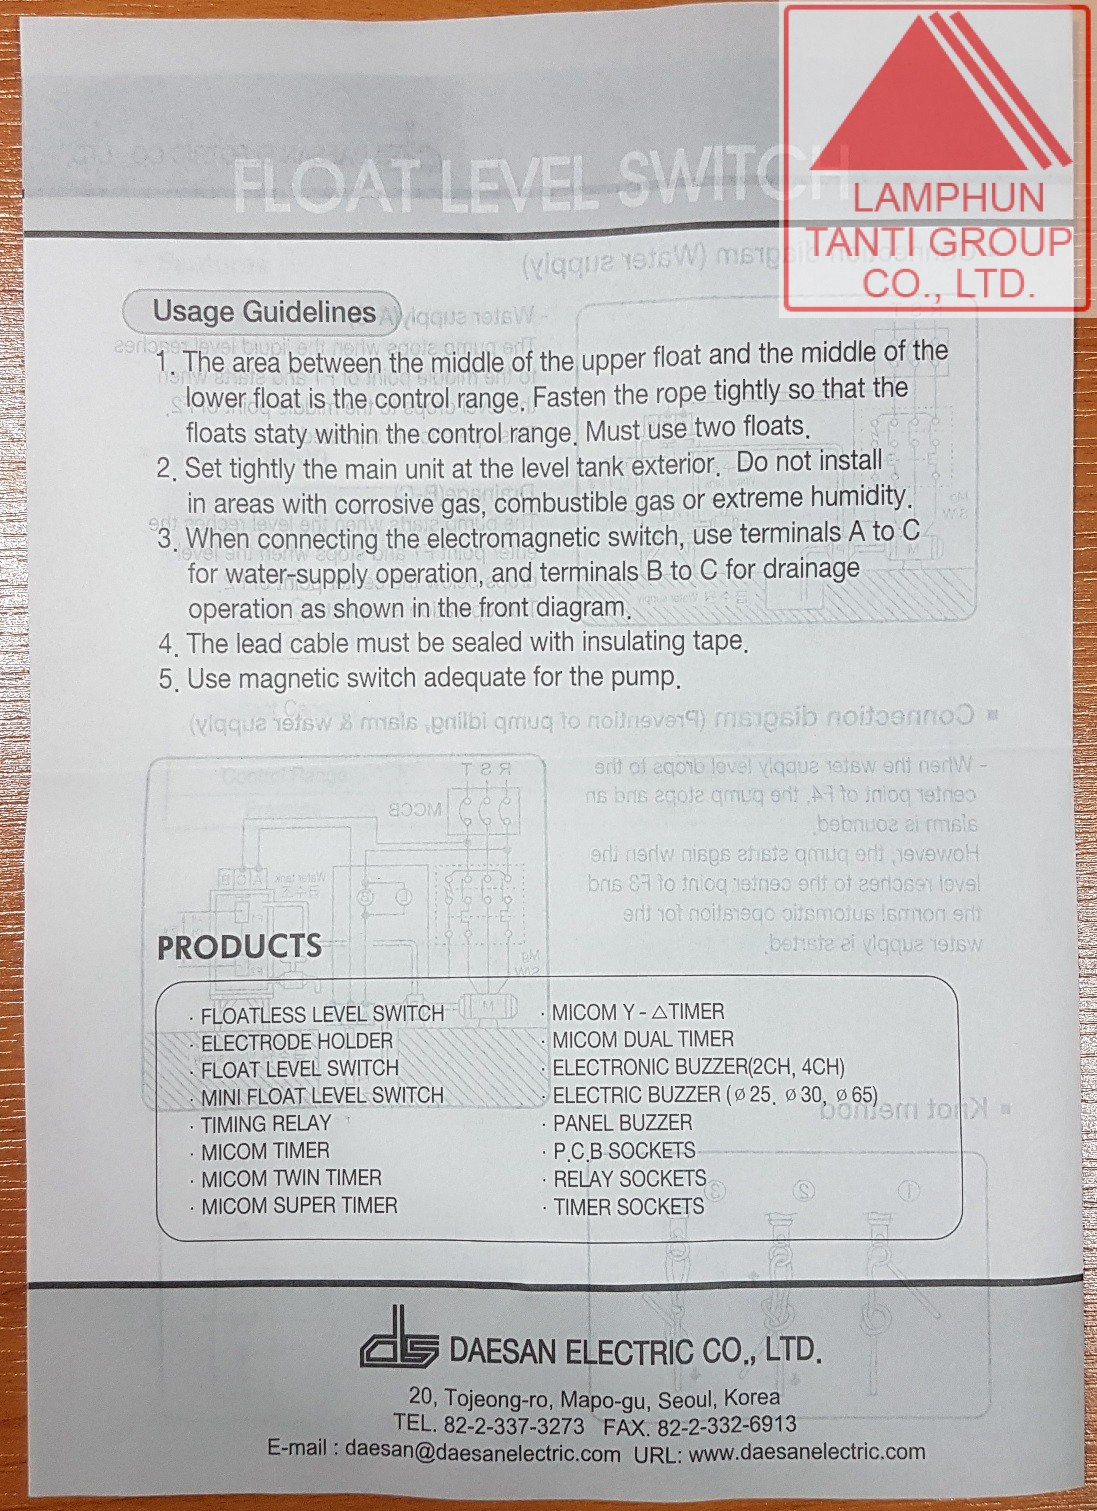 FLOAT LEVEL SWITCH
LAMPHUN
TANTI GROUP
CO., LTD.
Usage Guidelines
1. The area between the middle of the upper float and the middle of the
lower float is the control range. Fasten the rope tightly so that the
floats staty within the control range. Must use two floats.
2. Set tightly the main unit at the level tank exterior. Do not install
in areas with corrosive gas, combustible gas or extreme humidity.
3. When connecting the electromagnetic switch, use terminals A to C
for water-supply operation, and terminals B to C for drainage
operation as shown in the front diagram.
4. The lead cable must be sealed with insulating tape.
5. Use magnetic switch adequate for the pump.
PRODUCTS
· FLOATLESS LEVEL SWITCH
· ELECTRODE HOLDER
· FLOAT LEVEL SWITCH
· MINI FLOAT LEVEL SWITCH
· TIMING RELAY
· MICOM TIMER
· MICOM TWIN TIMER
· MICOM SUPER TIMER
· MICOM Y - △TIMER
· MICOM DUAL TIMER
· ELECTRONIC BUZZER(2CH, 4CH)
· ELECTRIC BUZZER (ø 25, ø 30, ø 65)
· PANEL BUZZER
· P.C.B SOCKETS
· RELAY SOCKETS
· TIMER SOCKETS
ds DAESAN ELECTRIC CO., LTD.
20, Tojeong-ro, Mapo-gu, Seoul, Korea
TEL. 82-2-337-3273 FAX. 82-2-332-6913
E-mail : daesan@daesanelectric.com URL: www.daesanelectric.com